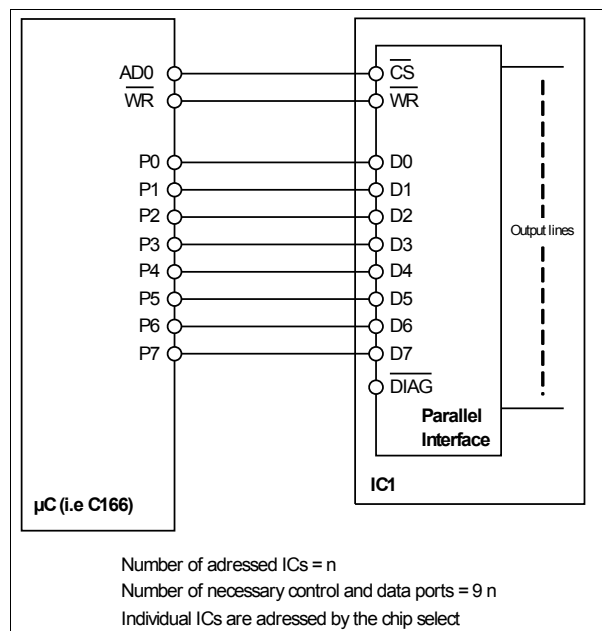 AD0
WR
P0
P1
P2
P3
P4
P5
P6
P7
µC (i.e C166)
CS
WR
D0
D1
D2
D3
D4
D5
D6
D7
DIAG
Parallel
Interface
IC1
Output lines
Number of adressed ICs = n
Number of necessary control and data ports = 9 n
Individual ICs are adressed by the chip select